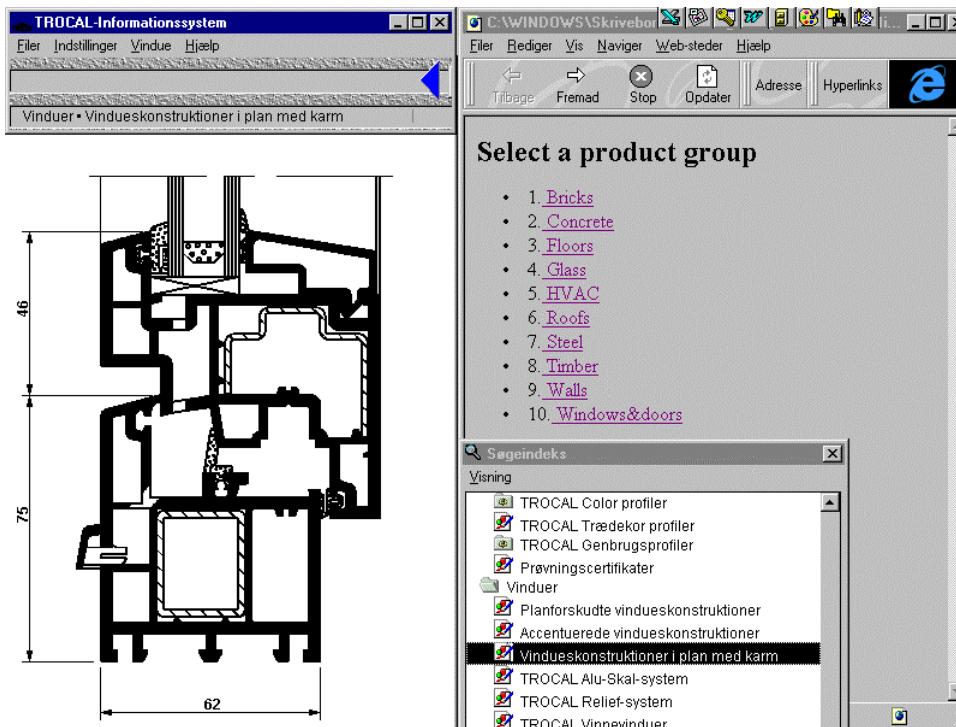 TROCAL-Informationssystem
Filer Indstillinger Vindue Hjælp
Vinduer • Vindueskonstruktioner i plan med karm
46
75
62
C:\WINDOWS\Skrivebor
Filer Rediger Vis Naviger Web-steder Hjælp
Tilbage Fremad Stop Opdater Adresse Hyperlinks
Select a product group
• 1. Bricks
• 2. Concrete
• 3. Floors
• 4. Glass
• 5. HVAC
• 6. Roofs
• 7. Steel
• 8. Timber
• 9. Walls
• 10. Windows&doors
Søgeindeks
Visning
TROCAL Color profiler
TROCAL Trædekor profiler
TROCAL Genbrugsprofiler
Prøvningscertifikater
Vinduer
Planforskudte vindueskonstruktioner
Accentuerede vindueskonstruktioner
Vindueskonstruktioner i plan med karm
TROCAL Alu-Skal-system
TROCAL Relief-system
TROCAL